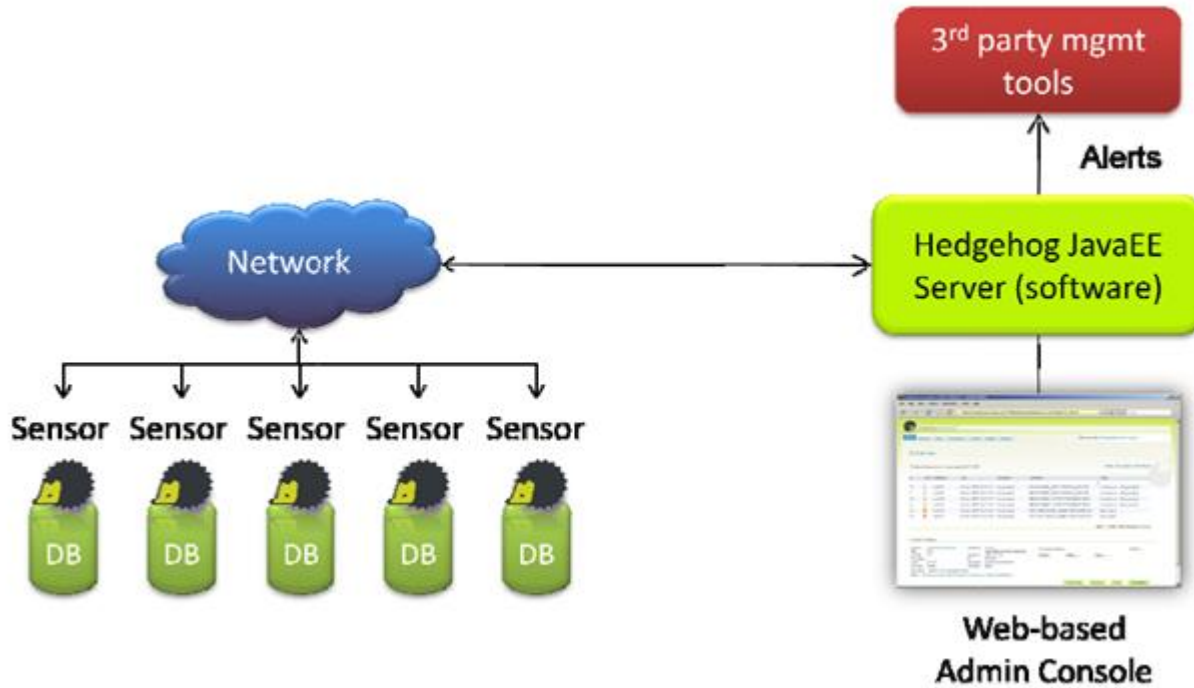 3rd party mgmt
tools
Alerts
Network
Hedgehog JavaEE
Server (software)
Sensor Sensor Sensor Sensor Sensor
DB DB DB DB DB
Web-based
Admin Console